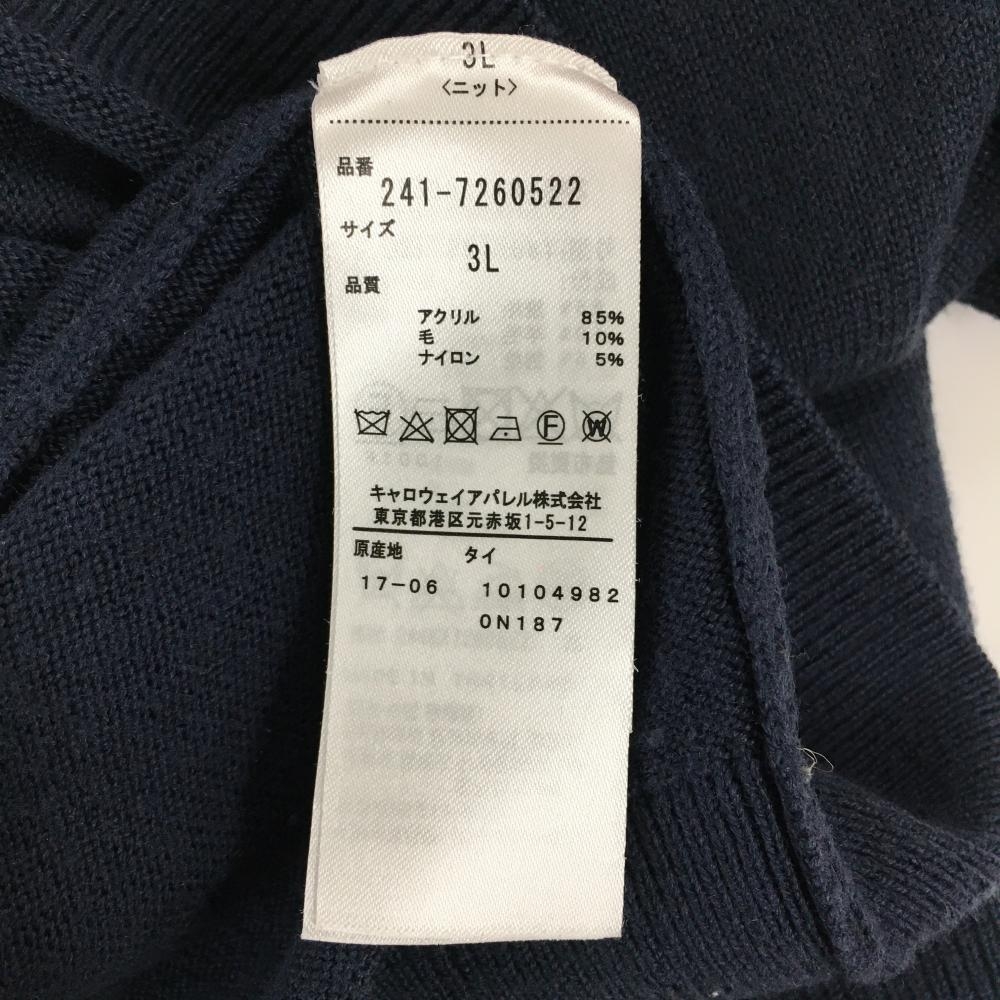 3L
〈ニット〉
品番
241-7260522
サイズ
3L
品質
アクリル 85%
毛 10%
ナイロン 5%
F W
キャロウェイアパレル株式会社
東京都港区元赤坂1-5-12
原産地 タイ
17-06 10104982
0N187